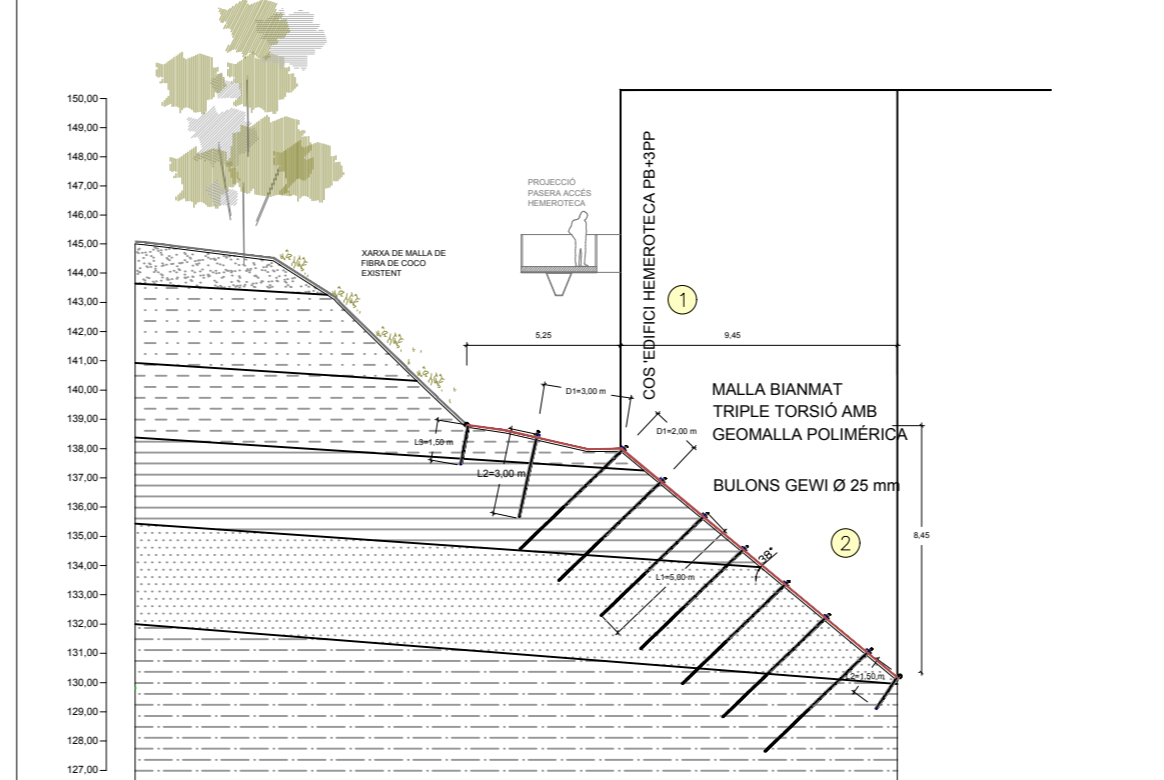 150,00
149,00
148,00
147,00
146,00
145,00
144,00
143,00
142,00
141,00
140,00
139,00
138,00
137,00
136,00
135,00
134,00
133,00
132,00
131,00
130,00
129,00
128,00
127,00
XARXA DE MALLA DE
FIBRA DE COCO
EXISTENT
PROJECCIÓ
PASERA ACCÈS
HEMEROTECA
COS 'EDIFICI HEMEROTECA PB+3PP
1
5,25
9,45
D1=3,00 m
D1=2,00 m
MALLA BIANMAT
TRIPLE TORSIÓ AMB
GEOMALLA POLIMÉRICA
BULONS GEWI Ø 25 mm
2
8,45
L3=1,50 m
L2=3,00 m
L1=5,00 m
38°
L2=1,50 m